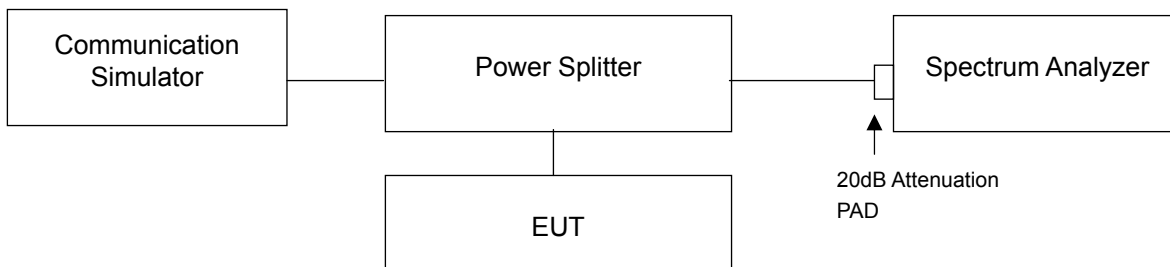 Communication
Simulator
Power Splitter
Spectrum Analyzer
20dB Attenuation
PAD
EUT